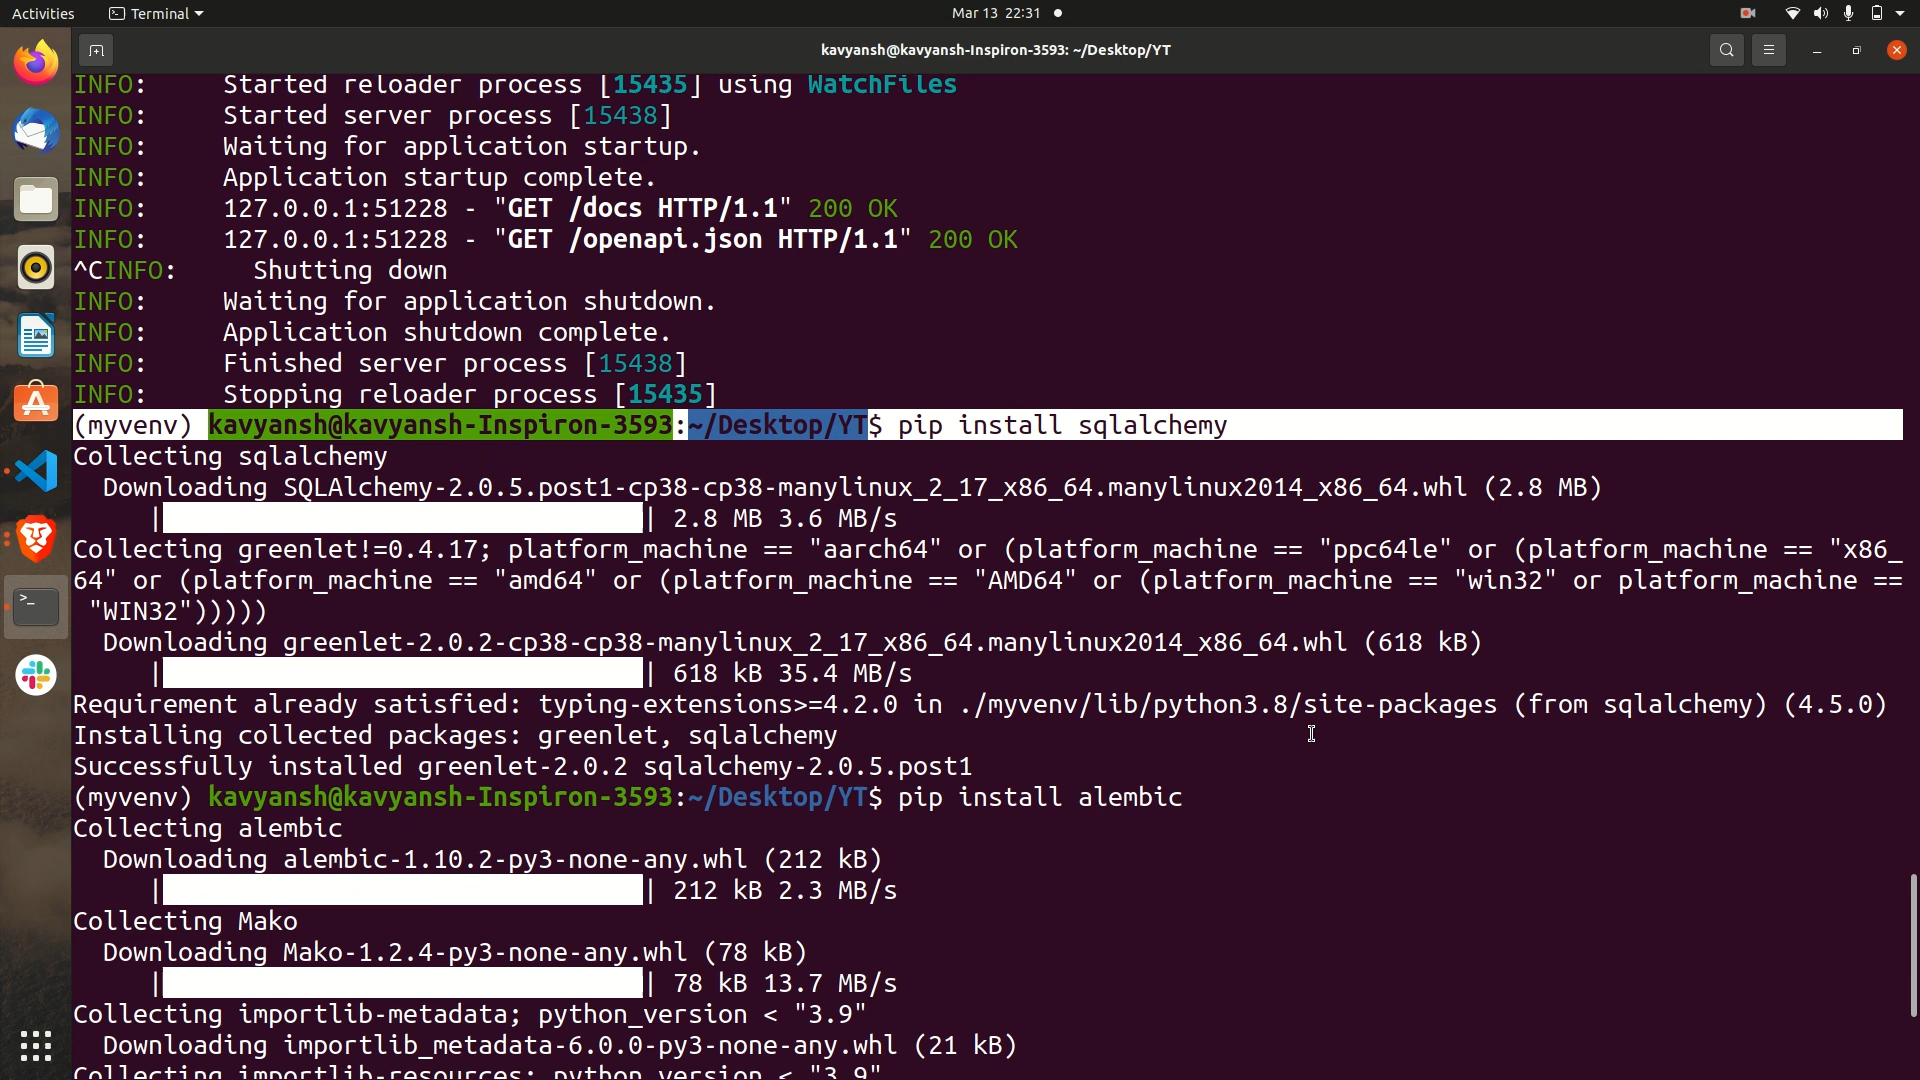 Activities
Terminal
Mar 13 22:31
kavyansh@kavyansh-Inspiron-3593: ~/Desktop/YT
INFO:     Started reloader process [15435] using WatchFiles
INFO:     Started server process [15438]
INFO:     Waiting for application startup.
INFO:     Application startup complete.
INFO:     127.0.0.1:51228 - "GET /docs HTTP/1.1" 200 OK
INFO:     127.0.0.1:51228 - "GET /openapi.json HTTP/1.1" 200 OK
^CINFO:     Shutting down
INFO:     Waiting for application shutdown.
INFO:     Application shutdown complete.
INFO:     Finished server process [15438]
INFO:     Stopping reloader process [15435]
(myvenv) kavyansh@kavyansh-Inspiron-3593:~/Desktop/YT$ pip install sqlalchemy
Collecting sqlalchemy
  Downloading SQLAlchemy-2.0.5.post1-cp38-cp38-manylinux_2_17_x86_64.manylinux2014_x86_64.whl (2.8 MB)
| | 2.8 MB 3.6 MB/s
Collecting greenlet!=0.4.17; platform_machine == "aarch64" or (platform_machine == "ppc64le" or (platform_machine == "x86_
64" or (platform_machine == "amd64" or (platform_machine == "AMD64" or (platform_machine == "win32" or platform_machine ==
 "WIN32")))))
  Downloading greenlet-2.0.2-cp38-cp38-manylinux_2_17_x86_64.manylinux2014_x86_64.whl (618 kB)
| | 618 kB 35.4 MB/s
Requirement already satisfied: typing-extensions>=4.2.0 in ./myvenv/lib/python3.8/site-packages (from sqlalchemy) (4.5.0)
Installing collected packages: greenlet, sqlalchemy
Successfully installed greenlet-2.0.2 sqlalchemy-2.0.5.post1
(myvenv) kavyansh@kavyansh-Inspiron-3593:~/Desktop/YT$ pip install alembic
Collecting alembic
  Downloading alembic-1.10.2-py3-none-any.whl (212 kB)
| | 212 kB 2.3 MB/s
Collecting Mako
  Downloading Mako-1.2.4-py3-none-any.whl (78 kB)
| | 78 kB 13.7 MB/s
Collecting importlib-metadata; python_version < "3.9"
  Downloading importlib_metadata-6.0.0-py3-none-any.whl (21 kB)
Collecting importlib-resources; python_version < "3.9"